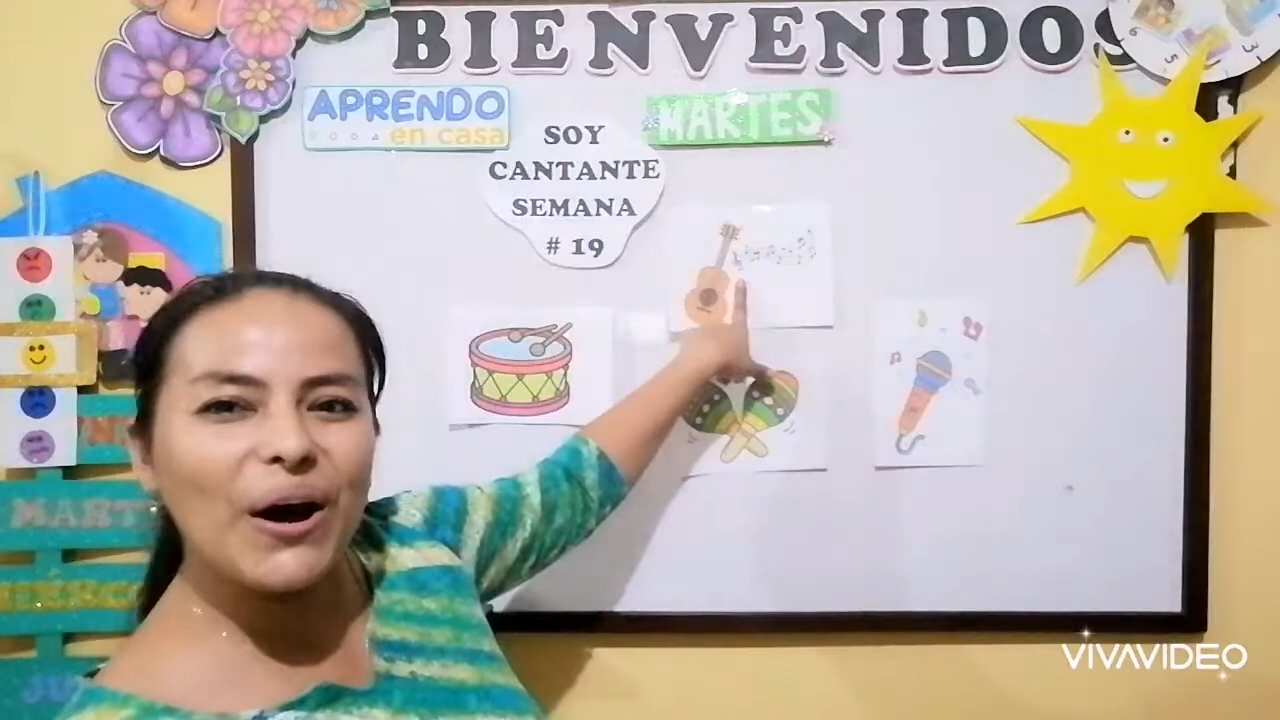 BIENVENIDOS
APRENDO
en casa
MARTES
SOY
CANTANTE
SEMANA
# 19
VIVAVIDEO